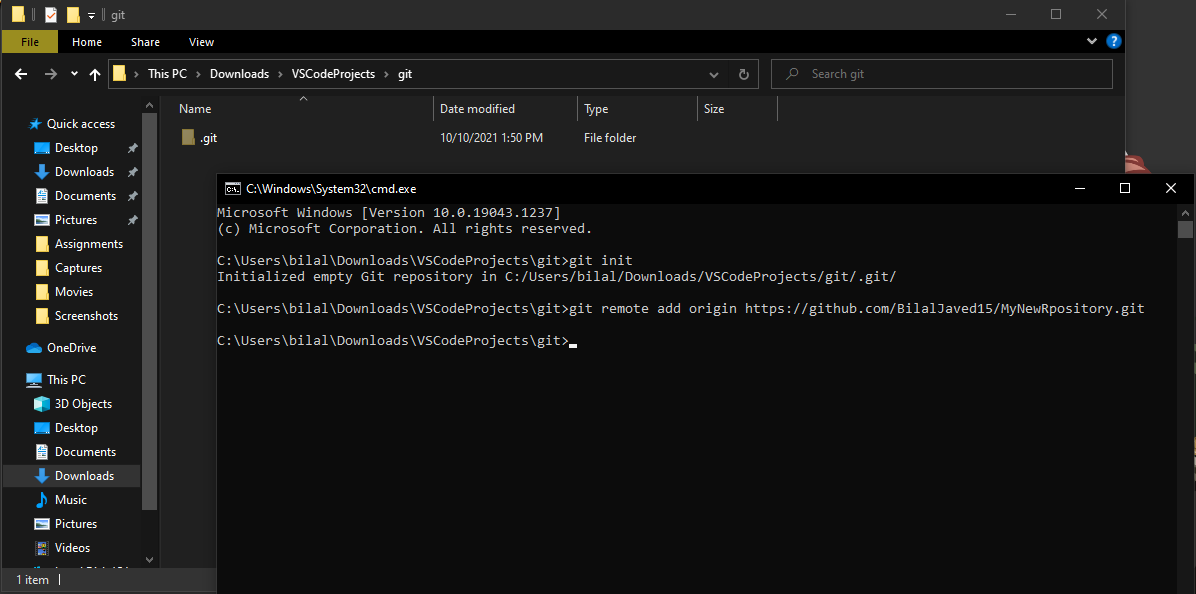 git
File Home Share View
This PC > Downloads > VSCodeProjects > git
Search git
Name Date modified Type Size
.git 10/10/2021 1:50 PM File folder
Quick access
Desktop
Downloads
Documents
Pictures
Assignments
Captures
Movies
Screenshots
OneDrive
This PC
3D Objects
Desktop
Documents
Downloads
Music
Pictures
Videos
1 item
C:\Windows\System32\cmd.exe
Microsoft Windows [Version 10.0.19043.1237]
(c) Microsoft Corporation. All rights reserved.
C:\Users\bilal\Downloads\VSCodeProjects\git>git init
Initialized empty Git repository in C:/Users/bilal/Downloads/VSCodeProjects/git/.git/
C:\Users\bilal\Downloads\VSCodeProjects\git>git remote add origin https://github.com/BilalJaved15/MyNewRpository.git
C:\Users\bilal\Downloads\VSCodeProjects\git>